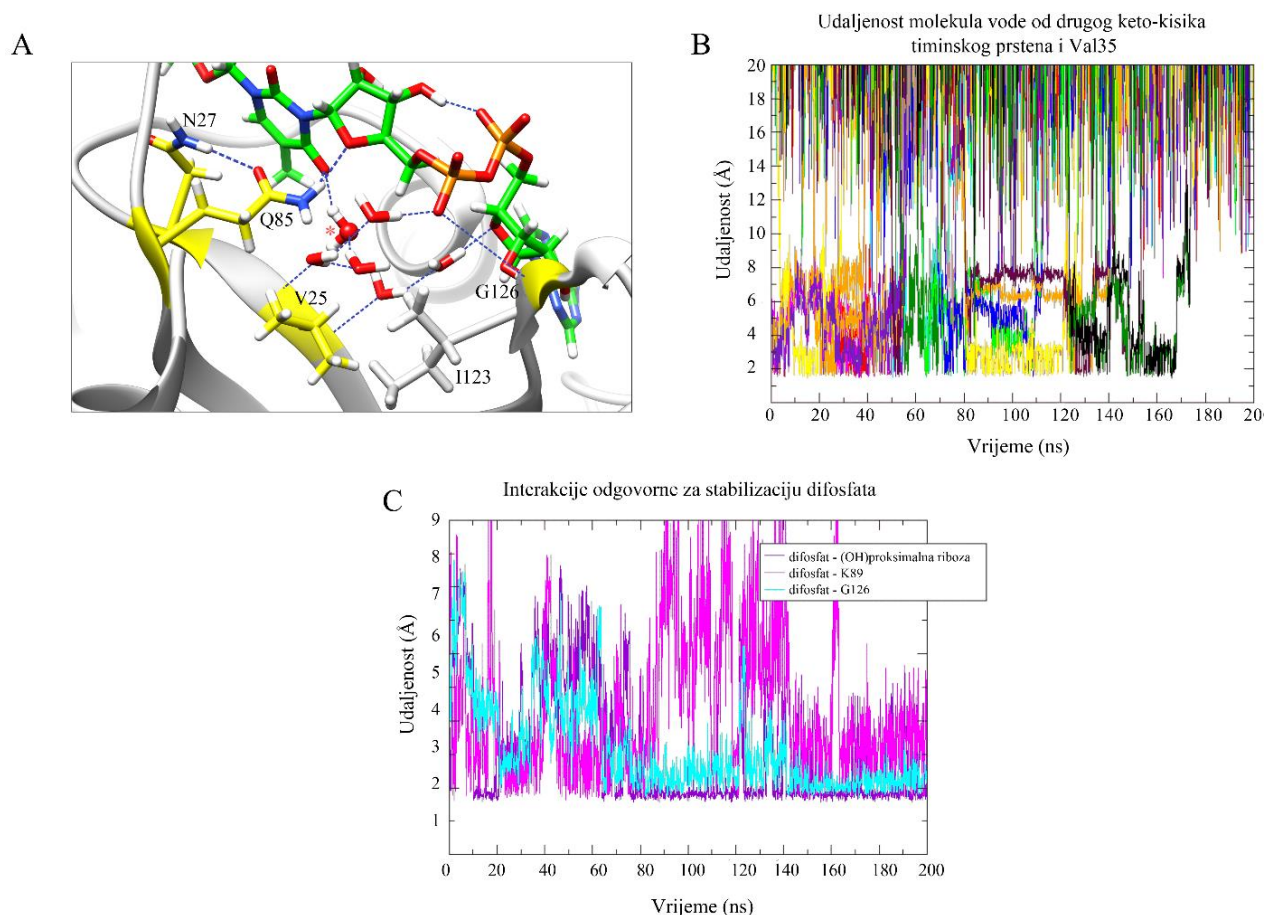 A
N27
Q85
*
V25
G126
I123
B
Udaljenost molekula vode od drugog keto-kisika
timinskog prstena i Val35
20
18
16
14
12
10
8
6
4
2
Udaljenost (Å)
0 20 40 60 80 100 120 140 160 180 20
Vrijeme (ns)
C
Interakcije odgovorne za stabilizaciju difosfata
9
8
7
6
5
4
3
2
1
Udaljenost (Å)
difosfat - (OH)proksimalna riboza
difosfat - K89
difosfat - G126
0 20 40 60 80 100 120 140 160 180 200
Vrijeme (ns)